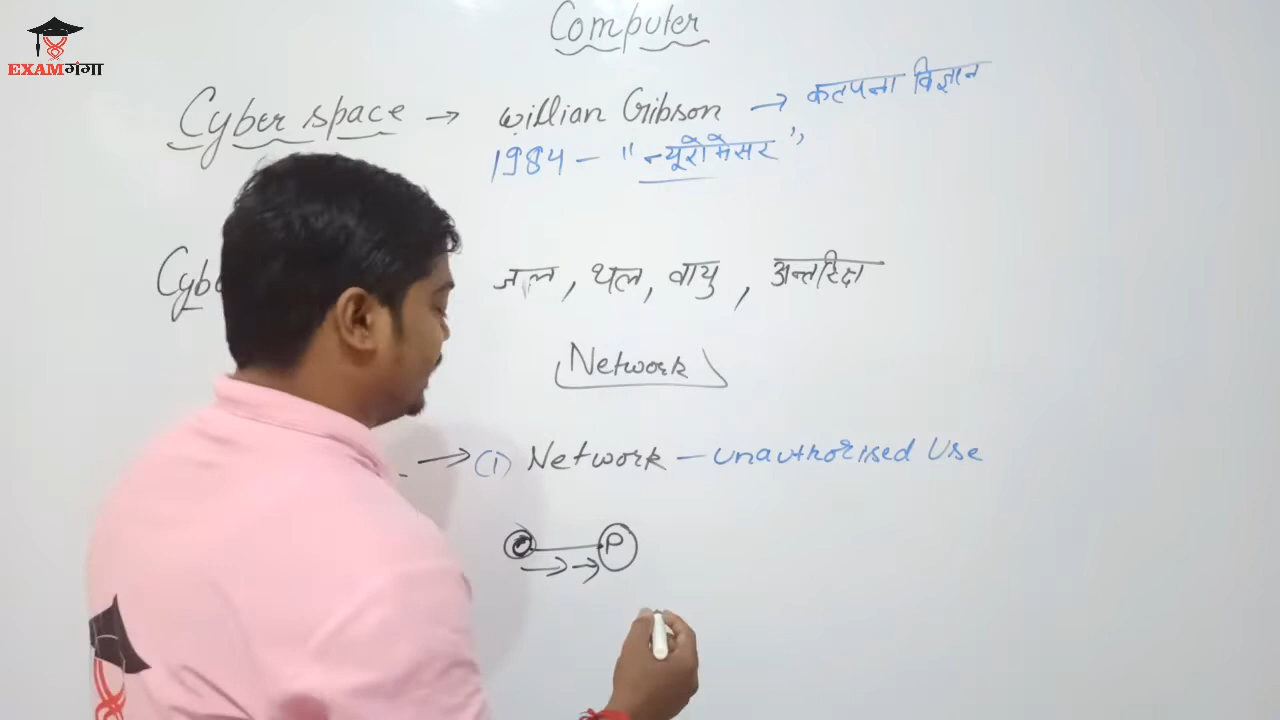 EXAMगंगा
Computer
Cyber space → willian Gibson → कल्पना विज्ञान
1984 – "न्यूरोमेसर"
Cybe जल, थल, वायु, अन्तरिक्ष
Network
→ (1) Network – unauthorised Use
P